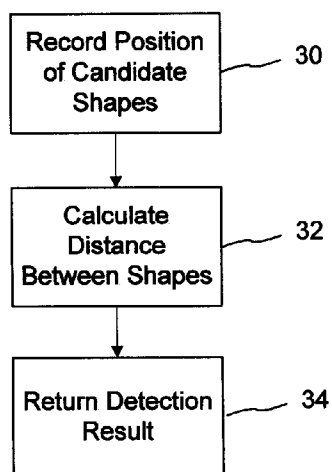 Record Position
of Candidate
Shapes
30
Calculate
Distance
Between Shapes
32
Return Detection
Result
34